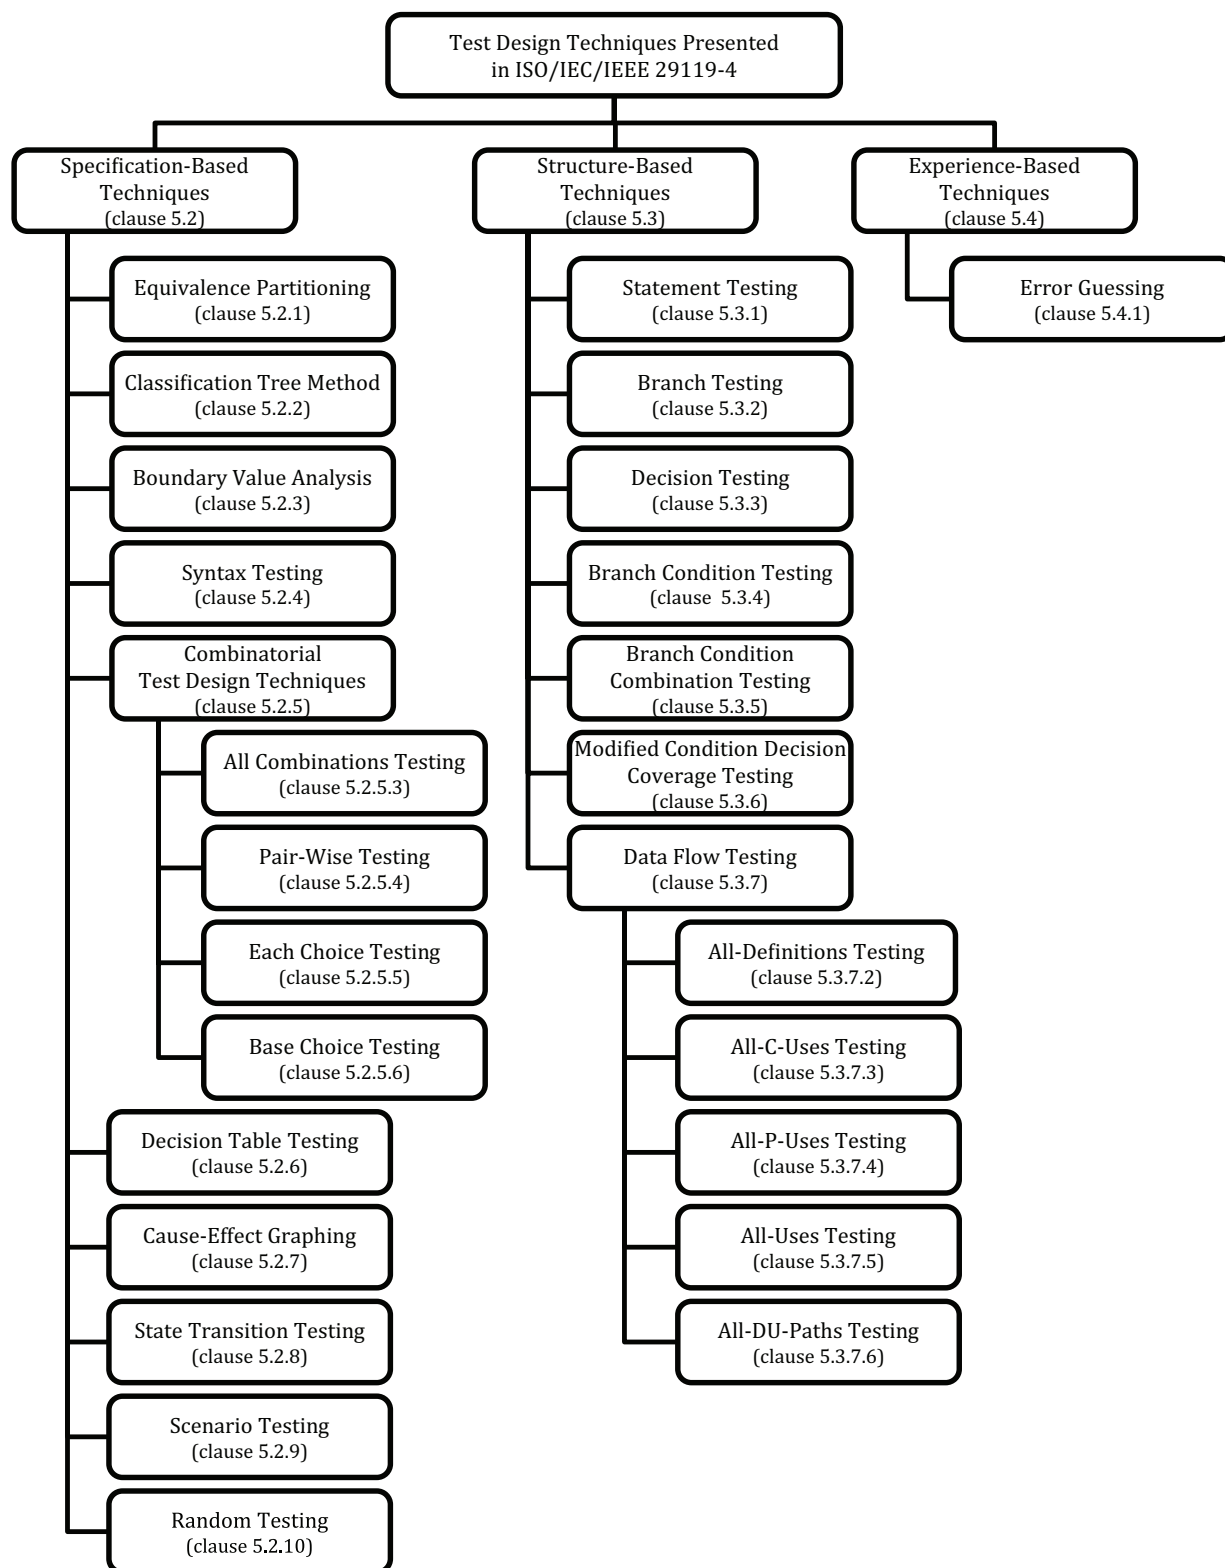 Test Design Techniques Presented
in ISO/IEC/IEEE 29119-4
Specification-Based
Techniques
(clause 5.2)
Equivalence Partitioning
(clause 5.2.1)
Classification Tree Method
(clause 5.2.2)
Boundary Value Analysis
(clause 5.2.3)
Syntax Testing
(clause 5.2.4)
Combinatorial
Test Design Techniques
(clause 5.2.5)
All Combinations Testing
(clause 5.2.5.3)
Pair-Wise Testing
(clause 5.2.5.4)
Each Choice Testing
(clause 5.2.5.5)
Base Choice Testing
(clause 5.2.5.6)
Decision Table Testing
(clause 5.2.6)
Cause-Effect Graphing
(clause 5.2.7)
State Transition Testing
(clause 5.2.8)
Scenario Testing
(clause 5.2.9)
Random Testing
(clause 5.2.10)
Structure-Based
Techniques
(clause 5.3)
Statement Testing
(clause 5.3.1)
Branch Testing
(clause 5.3.2)
Decision Testing
(clause 5.3.3)
Branch Condition Testing
(clause 5.3.4)
Branch Condition
Combination Testing
(clause 5.3.5)
Modified Condition Decision
Coverage Testing
(clause 5.3.6)
Data Flow Testing
(clause 5.3.7)
All-Definitions Testing
(clause 5.3.7.2)
All-C-Uses Testing
(clause 5.3.7.3)
All-P-Uses Testing
(clause 5.3.7.4)
All-Uses Testing
(clause 5.3.7.5)
All-DU-Paths Testing
(clause 5.3.7.6)
Experience-Based
Techniques
(clause 5.4)
Error Guessing
(clause 5.4.1)